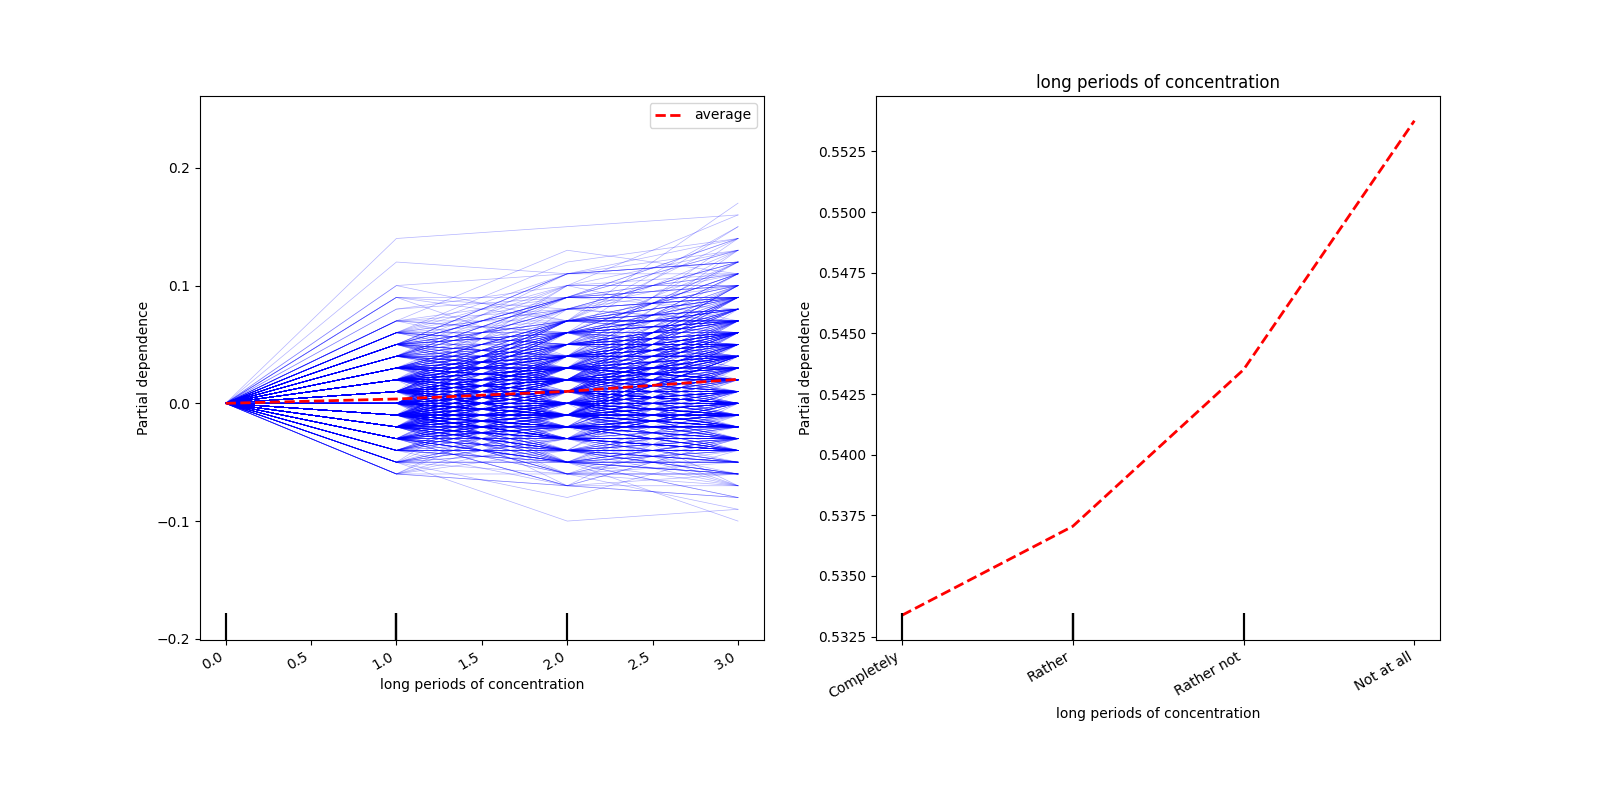 average
0.2
0.1
0.0
−0.1
−0.2
Partial dependence
0.0
0.5
1.0
1.5
2.0
2.5
3.0
long periods of concentration
long periods of concentration
0.5525
0.5500
0.5475
0.5450
0.5425
0.5400
0.5375
0.5350
0.5325
Partial dependence
Completely
Rather
Rather not
Not at all
long periods of concentration